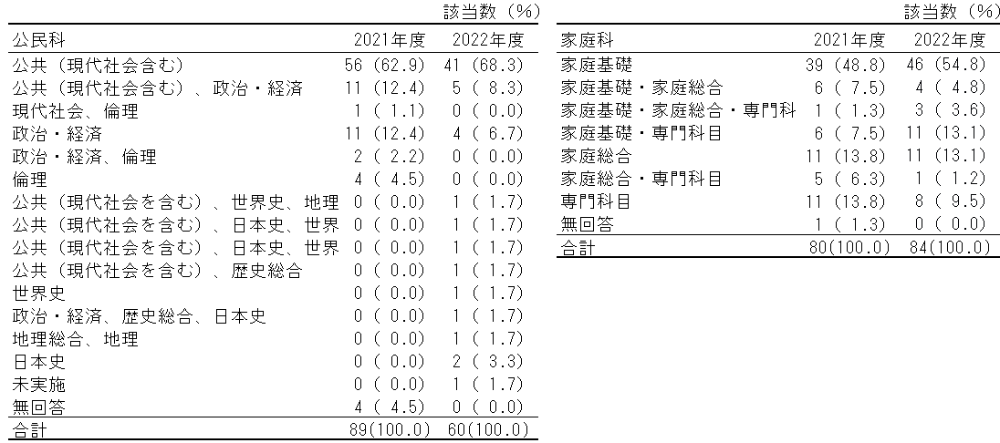 該当数（%）
公民科 2021年度 2022年度
公共（現代社会含む） 56 (62.9) 41 (68.3)
公共（現代社会含む）、政治・経済 11 (12.4) 5 ( 8.3)
現代社会、倫理 1 ( 1.1) 0 ( 0.0)
政治・経済 11 (12.4) 4 ( 6.7)
政治・経済、倫理 2 ( 2.2) 0 ( 0.0)
倫理 4 ( 4.5) 0 ( 0.0)
公共（現代社会を含む）、世界史、地理 0 ( 0.0) 1 ( 1.7)
公共（現代社会を含む）、日本史、世界 0 ( 0.0) 1 ( 1.7)
公共（現代社会を含む）、日本史、世界 0 ( 0.0) 1 ( 1.7)
公共（現代社会を含む）、歴史総合 0 ( 0.0) 1 ( 1.7)
世界史 0 ( 0.0) 1 ( 1.7)
政治・経済、歴史総合、日本史 0 ( 0.0) 1 ( 1.7)
地理総合、地理 0 ( 0.0) 1 ( 1.7)
日本史 0 ( 0.0) 2 ( 3.3)
未実施 0 ( 0.0) 1 ( 1.7)
無回答 4 ( 4.5) 0 ( 0.0)
合計 89(100.0) 60(100.0)
該当数（%）
家庭科 2021年度 2022年度
家庭基礎 39 (48.8) 46 (54.8)
家庭基礎・家庭総合 6 ( 7.5) 4 ( 4.8)
家庭基礎・家庭総合・専門科 1 ( 1.3) 3 ( 3.6)
家庭基礎・専門科目 6 ( 7.5) 11 (13.1)
家庭総合 11 (13.8) 11 (13.1)
家庭総合・専門科目 5 ( 6.3) 1 ( 1.2)
専門科目 11 (13.8) 8 ( 9.5)
無回答 1 ( 1.3) 0 ( 0.0)
合計 80(100.0) 84(100.0)